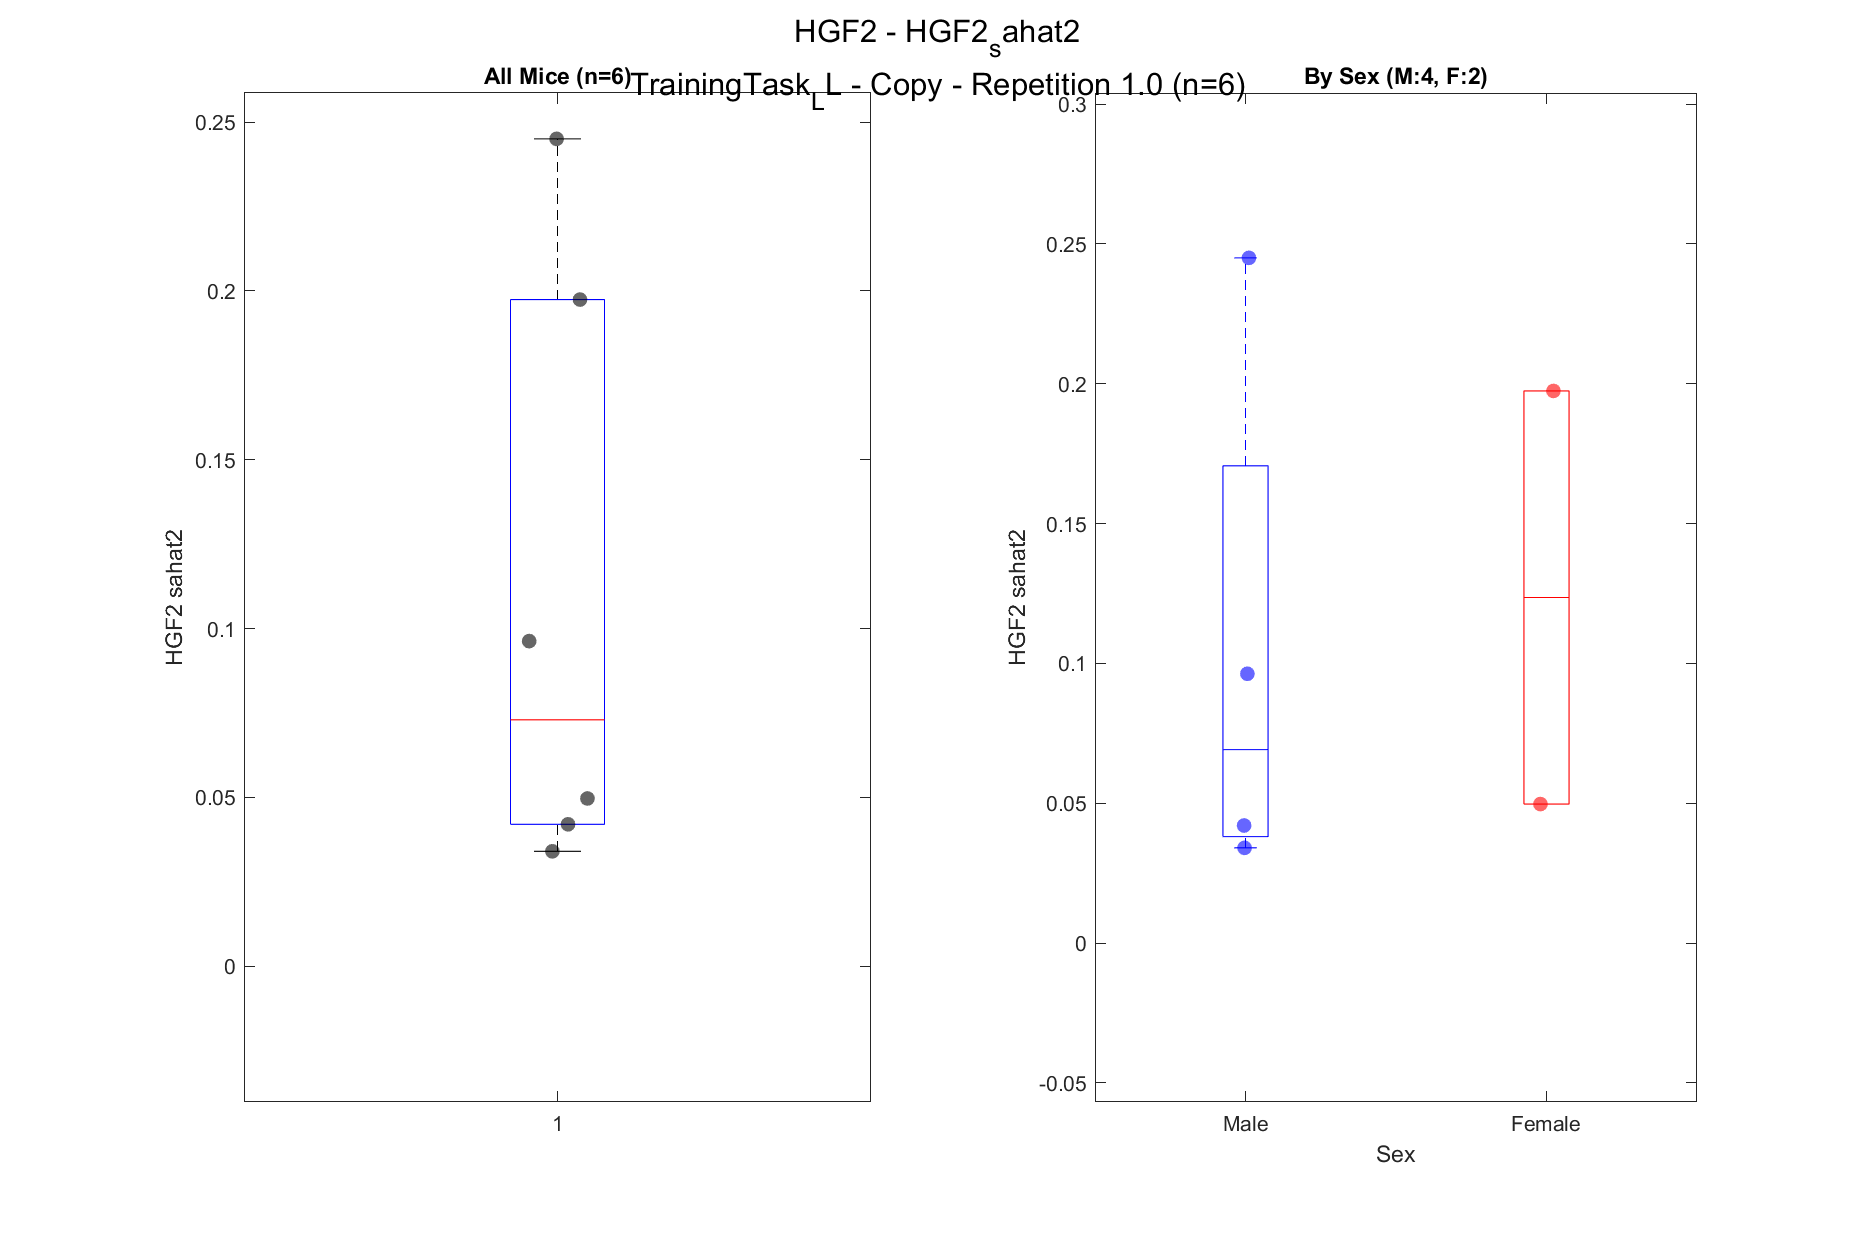 HGF2 - HGF2sahat2
TrainingTaskLL - Copy - Repetition 1.0 (n=6)
All Mice (n=6)
0.25
0.2
0.15
0.1
0.05
0
HGF2 sahat2
1
By Sex (M:4, F:2)
0.3
0.25
0.2
0.15
0.1
0.05
0
-0.05
HGF2 sahat2
Male
Female
Sex